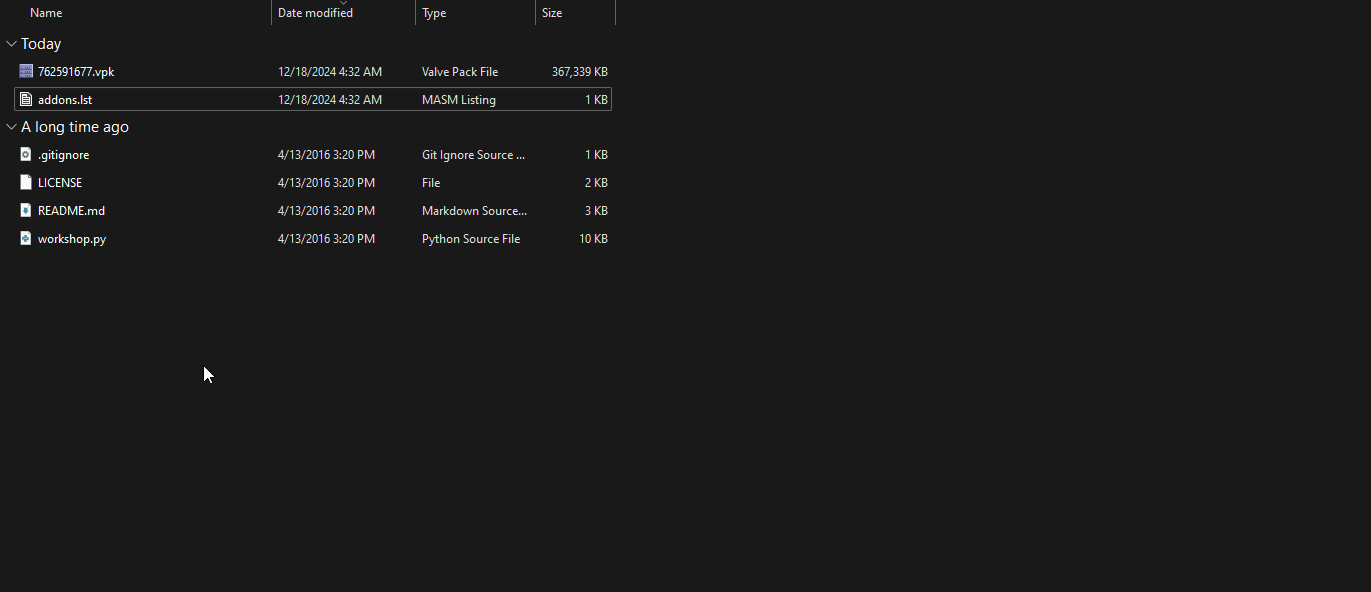 Name Date modified Type Size
Today
762591677.vpk 12/18/2024 4:32 AM Valve Pack File 367,339 KB
addons.lst 12/18/2024 4:32 AM MASM Listing 1 KB
A long time ago
.gitignore 4/13/2016 3:20 PM Git Ignore Source ... 1 KB
LICENSE 4/13/2016 3:20 PM File 2 KB
README.md 4/13/2016 3:20 PM Markdown Source... 3 KB
workshop.py 4/13/2016 3:20 PM Python Source File 10 KB